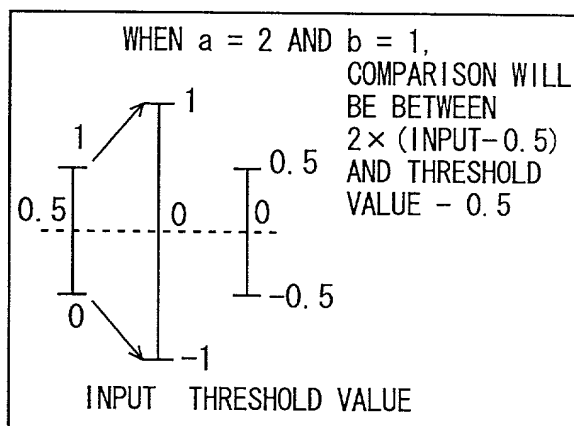 WHEN a = 2 AND b = 1,
COMPARISON WILL
BE BETWEEN
2× (INPUT-0.5)
AND THRESHOLD
VALUE - 0.5
1
1
0.5
0.5
0
0
0
-0.5
-1
INPUT THRESHOLD VALUE